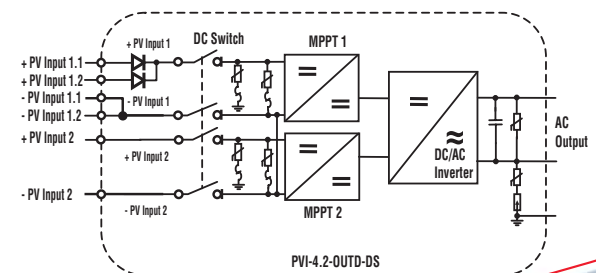 DC Switch
MPPT 1
+ PV Input 1
+ PV Input 1.1
+ PV Input 1.2
- PV Input 1.1
- PV Input 1
- PV Input 1.2
+ PV Input 2
+ PV Input 2
- PV Input 2
- PV Input 2
MPPT 2
DC/AC
Inverter
AC
Output
PVI-4.2-OUTD-DS